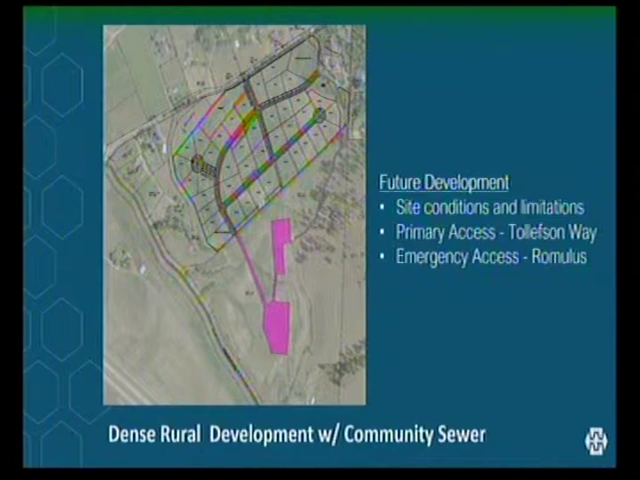 Future Development
• Site conditions and limitations
• Primary Access - Tollefson Way
• Emergency Access - Romulus
Dense Rural Development w/ Community Sewer